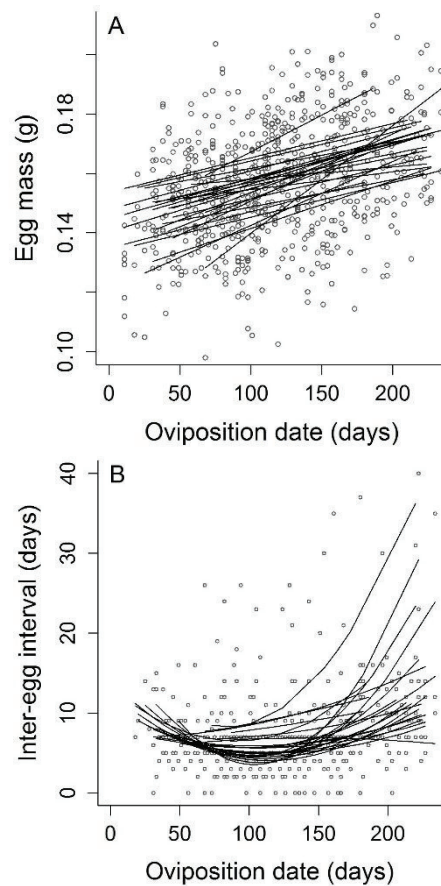 A
Egg mass (g)
0.18
0.14
0.10
0 50 100 150 200
Oviposition date (days)
B
Inter-egg interval (days)
40
30
20
10
0
0 50 100 150 200
Oviposition date (days)